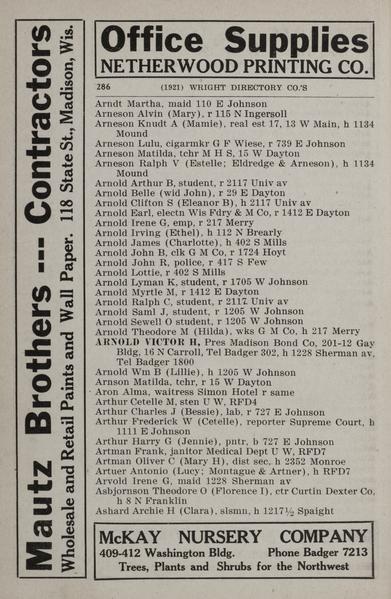 Mautz Brothers --- Contractors
Wholesale and Retail Paints and Wall Paper. 118 State St., Madison, Wis.
Office Supplies
NETHERWOOD PRINTING CO.
286 (1921) WRIGHT DIRECTORY CO.'S
Arndt Martha, maid 110 E Johnson
Arneson Alvin (Mary), r 115 N Ingersoll
Arneson Knudt A (Mamie), real est 17, 13 W Main, h 1134
Mound
Arneson Lulu, cigarmkr G F Wiese, r 739 E Johnson
Arneson Matilda, tchr M H S, 15 W Dayton
Arneson Ralph V (Estelle; Eldredge & Arneson), h 1134
Mound
Arnold Arthur B, student, r 2117 Univ av
Arnold Belle (wid John), r 29 E Dayton
Arnold Clifton S (Eleanor B), h 2117 Univ av
Arnold Earl, electn Wis Fdry & M Co, r 1412 E Dayton
Arnold Irene G, emp, r 217 Merry
Arnold Irving (Ethel), h 112 N Brearly
Arnold James (Charlotte), h 402 S Mills
Arnold John B, clk G M Co, r 1724 Hoyt
Arnold John R, police, r 417 S Few
Arnold Lottie, r 402 S Mills
Arnold Lyman K, student, r 1705 W Johnson
Arnold Myrtle M, r 1412 E Dayton
Arnold Ralph C, student, r 2117 Univ av
Arnold Saml J, student, r 1205 W Johnson
Arnold Sewell O student, r 1205 W Johnson
Arnold Theodore M (Hilda), wks G M Co, h 217 Merry
ARNOLD VICTOR H, Pres Madison Bond Co, 201-12 Gay
Bldg, 16 N Carroll, Tel Badger 302, h 1228 Sherman av,
Tel Badger 1800
Arnold Wm B (Lillie), h 1205 W Johnson
Arnson Matilda, tchr, r 15 W Dayton
Aron Alma, waitress Simon Hotel r same
Arthur Cetelle M, sten U W, RFD4
Arthur Charles J (Bessie), lab, r 727 E Johnson
Arthur Frederick W (Cetelle), reporter Supreme Court, h
1111 E Johnson
Arthur Harry G (Jennie), pntr, b 727 E Johnson
Artman Frank, janitor Medical Dept U W, RFD7
Artman Oliver C (Mary H), dist sec, h 2352 Monroe
Artuer Antonio (Lucy; Montague & Artner), h RFD7
Arvold Irene G, maid 1228 Sherman av
Asbjornson Theodore O (Florence I), ctr Curtin Dexter Co,
h 8 N Franklin
Ashard Archie H (Clara), slsmn, h 1217½ Spaight
McKAY NURSERY COMPANY
409-412 Washington Bldg. Phone Badger 7213
Trees, Plants and Shrubs for the Northwest